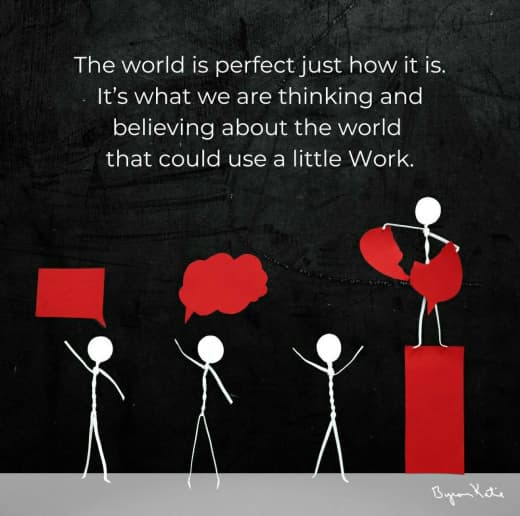 The world is perfect just how it is.
It’s what we are thinking and
believing about the world
that could use a little Work.
Byron Katie